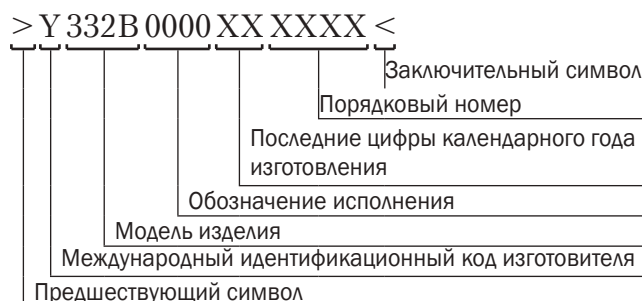 > Y 332B 0000 XX XXXX <
Заключительный символ
Порядковый номер
Последние цифры календарного года
изготовления
Обозначение исполнения
Модель изделия
Международный идентификационный код изготовителя
Предшествующий символ